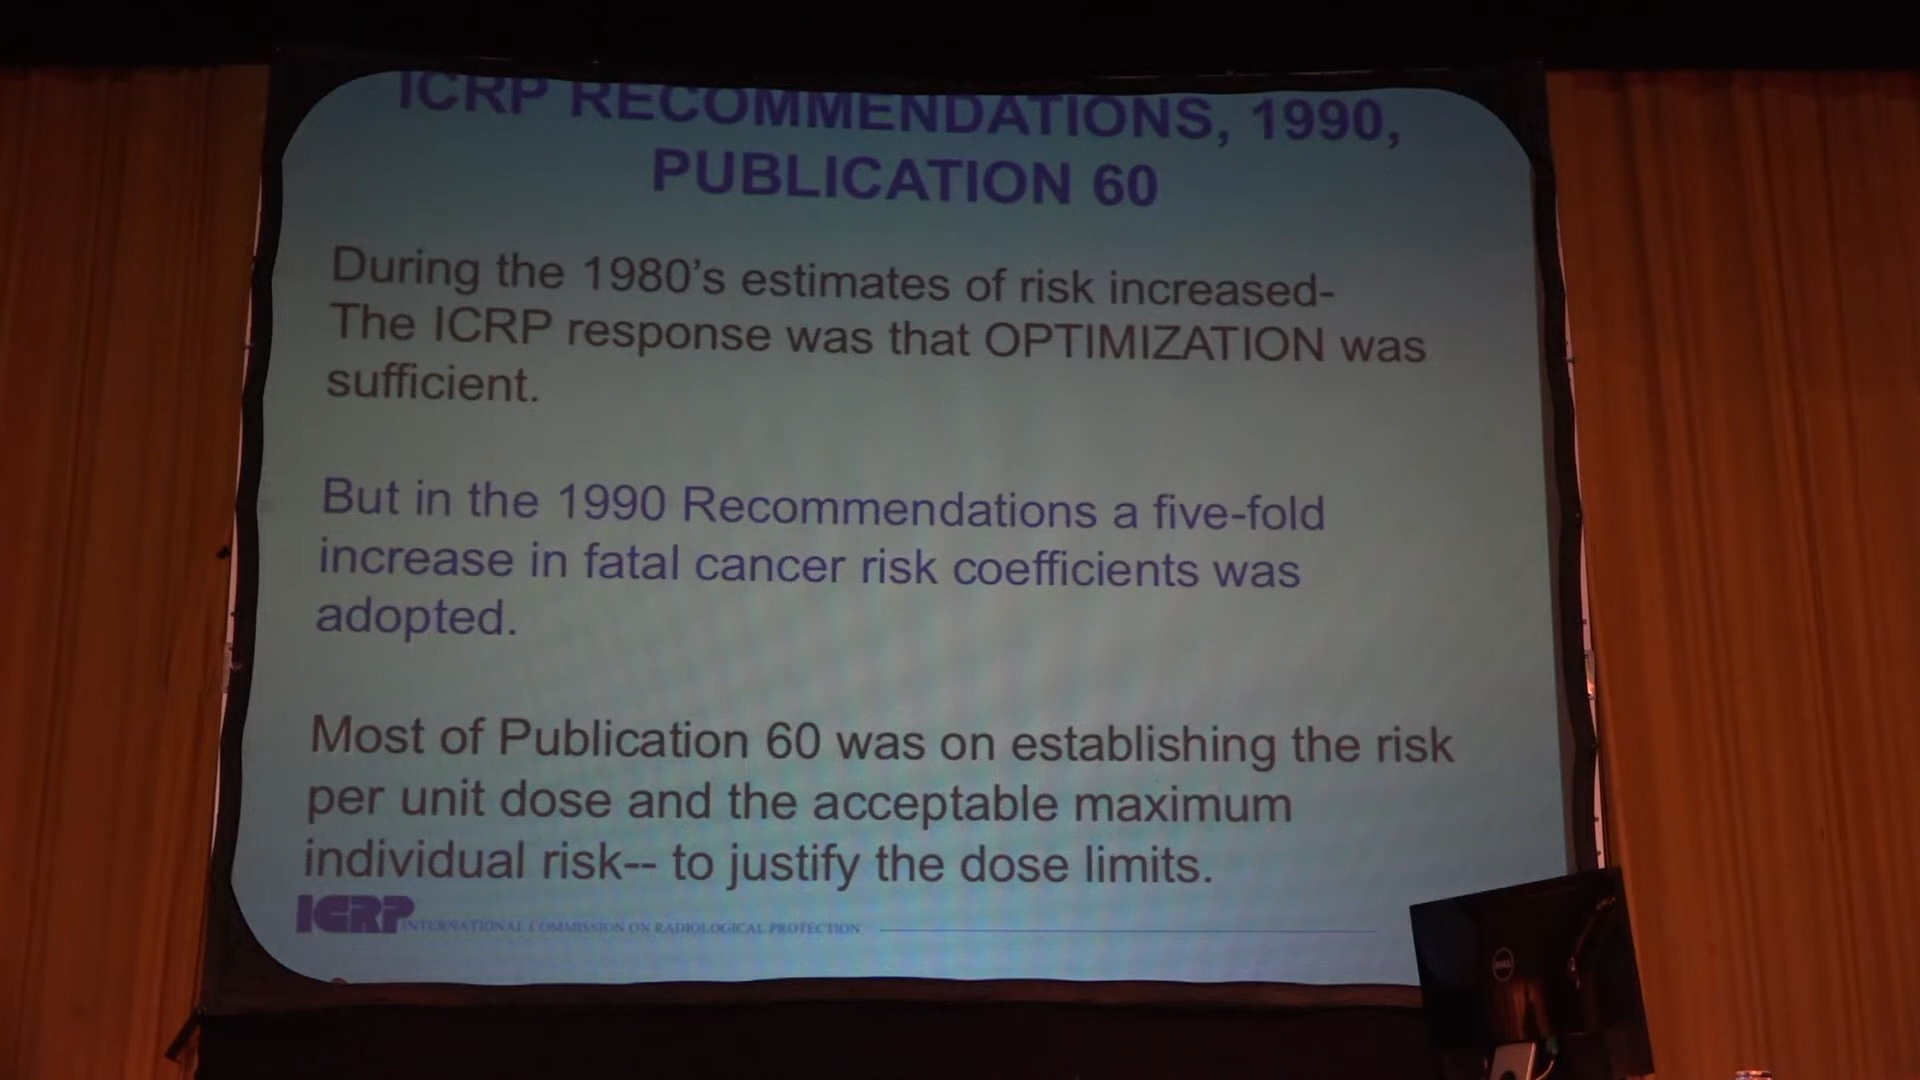 ICRP RECOMMENDATIONS, 1990,
PUBLICATION 60
During the 1980's estimates of risk increased-
The ICRP response was that OPTIMIZATION was
sufficient.
But in the 1990 Recommendations a five-fold
increase in fatal cancer risk coefficients was
adopted.
Most of Publication 60 was on establishing the risk
per unit dose and the acceptable maximum
individual risk-- to justify the dose limits.
ICRP INTERNATIONAL COMMISSION ON RADIOLOGICAL PROTECTION
DELL